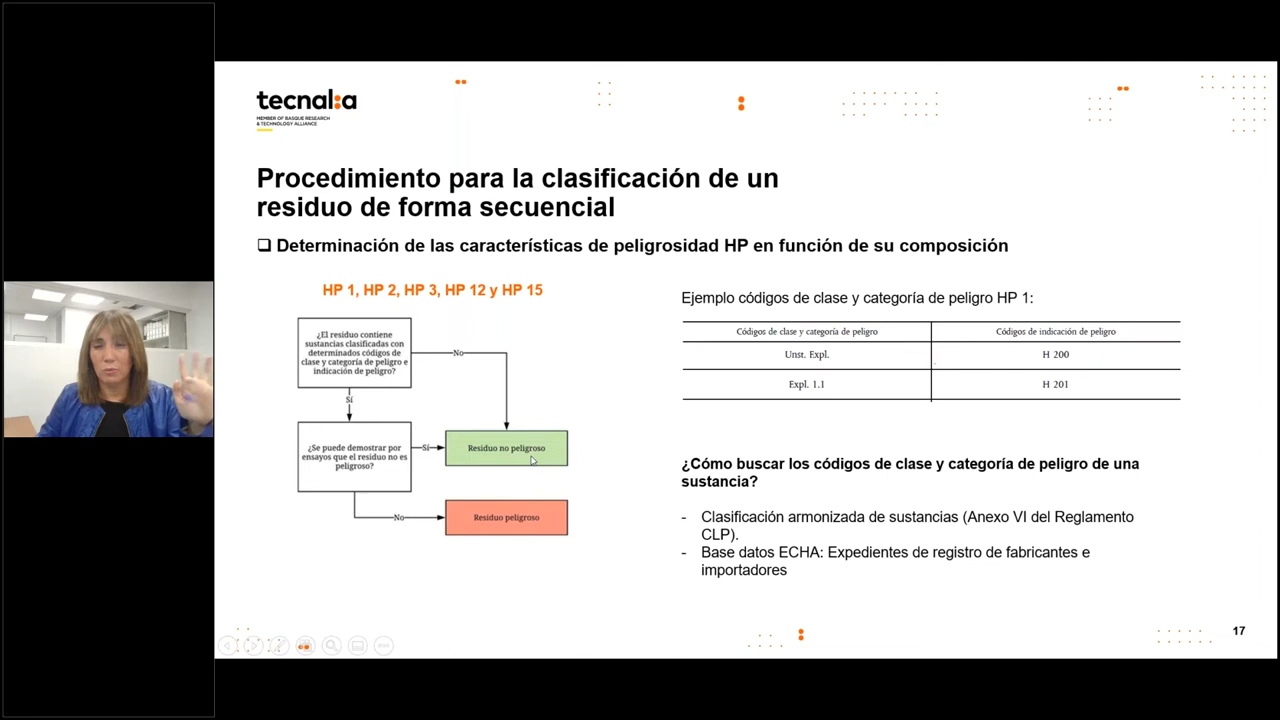 tecnal:a
MEMBER OF BASQUE RESEARCH
& TECHNOLOGY ALLIANCE
Procedimiento para la clasificación de un
residuo de forma secuencial
❑ Determinación de las características de peligrosidad HP en función de su composición
HP 1, HP 2, HP 3, HP 12 y HP 15
¿El residuo contiene
sustancias clasificadas con
determinados códigos de
clase y categoría de peligro e
indicación de peligro?
No
Sí
¿Se puede demostrar por
ensayos que el residuo no es
peligroso?
Sí
Residuo no peligroso
No
Residuo peligroso
Ejemplo códigos de clase y categoría de peligro HP 1:
Códigos de clase y categoría de peligro
Códigos de indicación de peligro
Unst. Expl.
H 200
Expl. 1.1
H 201
¿Cómo buscar los códigos de clase y categoría de peligro de una
sustancia?
- Clasificación armonizada de sustancias (Anexo VI del Reglamento
CLP).
- Base datos ECHA: Expedientes de registro de fabricantes e
importadores
17